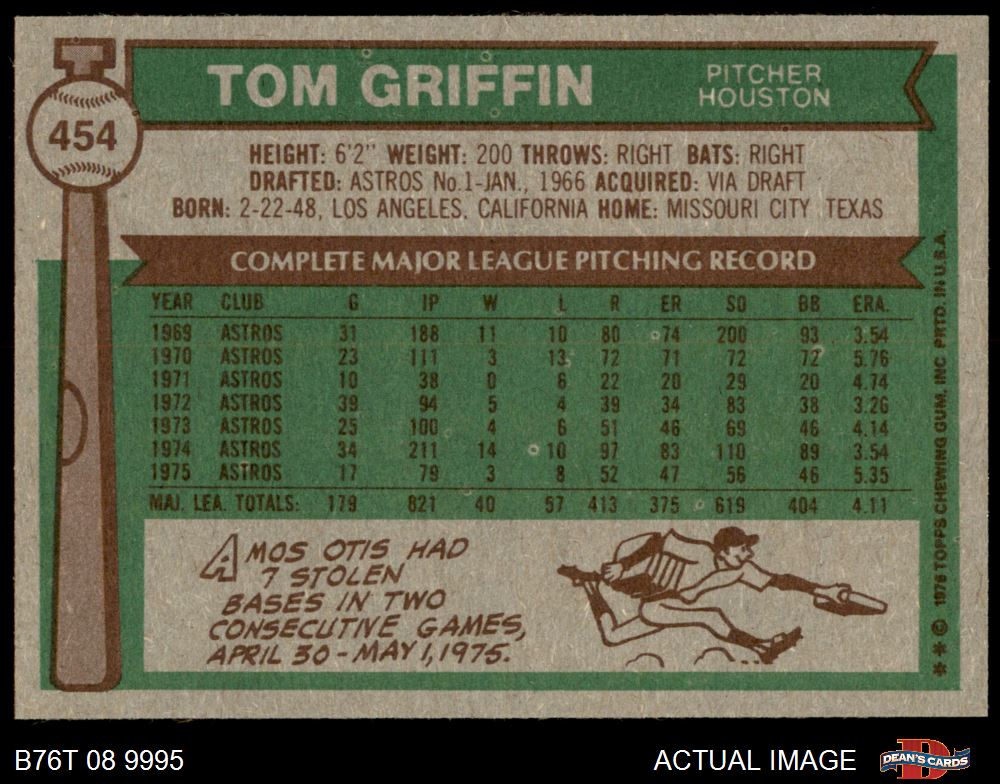 454
TOM GRIFFIN
PITCHER
HOUSTON
HEIGHT: 6'2" WEIGHT: 200 THROWS: RIGHT BATS: RIGHT
DRAFTED: ASTROS No.1-JAN., 1966 ACQUIRED: VIA DRAFT
BORN: 2-22-48, LOS ANGELES, CALIFORNIA HOME: MISSOURI CITY TEXAS
COMPLETE MAJOR LEAGUE PITCHING RECORD
YEAR CLUB G IP W L R ER SO BB ERA.
1969 ASTROS 31 188 11 10 80 74 200 93 3.54
1970 ASTROS 23 111 3 13 72 71 72 72 5.76
1971 ASTROS 10 38 0 6 22 20 29 20 4.74
1972 ASTROS 39 94 5 4 39 34 83 38 3.26
1973 ASTROS 25 100 4 6 51 46 69 46 4.14
1974 ASTROS 34 211 14 10 97 83 110 89 3.54
1975 ASTROS 17 79 3 8 52 47 56 46 5.35
MAJ. LEA. TOTALS: 179 821 40 57 413 375 619 404 4.11
AMOS OTIS HAD
7 STOLEN
BASES IN TWO
CONSECUTIVE GAMES,
APRIL 30-MAY 1, 1975.
** © 1976 TOPPS CHEWING GUM, INC PRTD. IN U.S.A.
B76T 08 9995
ACTUAL IMAGE
DEAN'S CARDS